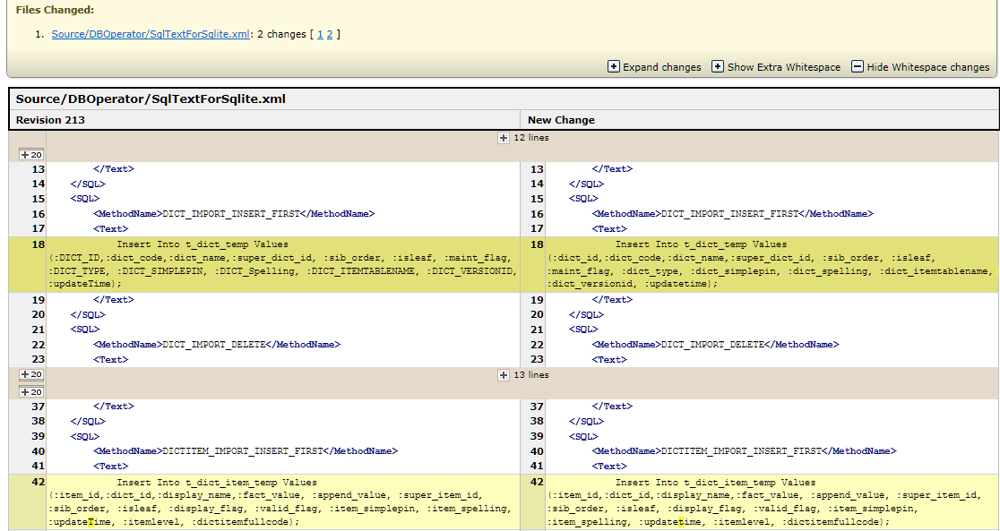 Files Changed:
1. Source/DBOperator/SqlTextForSqlite.xml: 2 changes [ 1 2 ]
+ Expand changes + Show Extra Whitespace − Hide Whitespace changes
Source/DBOperator/SqlTextForSqlite.xml
Revision 213 New Change
+ 12 lines
+20
13 </Text> 13 </Text>
14 </SQL> 14 </SQL>
15 <SQL> 15 <SQL>
16 <MethodName>DICT_IMPORT_INSERT_FIRST</MethodName> 16 <MethodName>DICT_IMPORT_INSERT_FIRST</MethodName>
17 <Text> 17 <Text>
18 Insert Into t_dict_temp Values 18 Insert Into t_dict_temp Values
(:DICT_ID,:dict_code,:dict_name,:super_dict_id, :sib_order, :isleaf, :maint_flag, (:dict_id,:dict_code,:dict_name,:super_dict_id, :sib_order, :isleaf,
:DICT_TYPE, :DICT_SIMPLEPIN, :DICT_Spelling, :DICT_ITEMTABLENAME, :DICT_VERSIONID, :maint_flag, :dict_type, :dict_simplepin, :dict_spelling, :dict_itemtablename,
:updateTime); :dict_versionid, :updatetime);
19 </Text> 19 </Text>
20 </SQL> 20 </SQL>
21 <SQL> 21 <SQL>
22 <MethodName>DICT_IMPORT_DELETE</MethodName> 22 <MethodName>DICT_IMPORT_DELETE</MethodName>
23 <Text> 23 <Text>
+20 + 13 lines
+20
37 </Text> 37 </Text>
38 </SQL> 38 </SQL>
39 <SQL> 39 <SQL>
40 <MethodName>DICTITEM_IMPORT_INSERT_FIRST</MethodName> 40 <MethodName>DICTITEM_IMPORT_INSERT_FIRST</MethodName>
41 <Text> 41 <Text>
42 Insert Into t_dict_item_temp Values 42 Insert Into t_dict_item_temp Values
(:item_id,:dict_id,:display_name,:fact_value, :append_value, :super_item_id, (:item_id,:dict_id,:display_name,:fact_value, :append_value, :super_item_id,
:sib_order, :isleaf, :display_flag, :valid_flag, :item_simplepin, :item_spelling, :sib_order, :isleaf, :display_flag, :valid_flag, :item_simplepin,
:updateTime, :itemlevel, :dictitemfullcode); :item_spelling, :updatetime, :itemlevel, :dictitemfullcode);